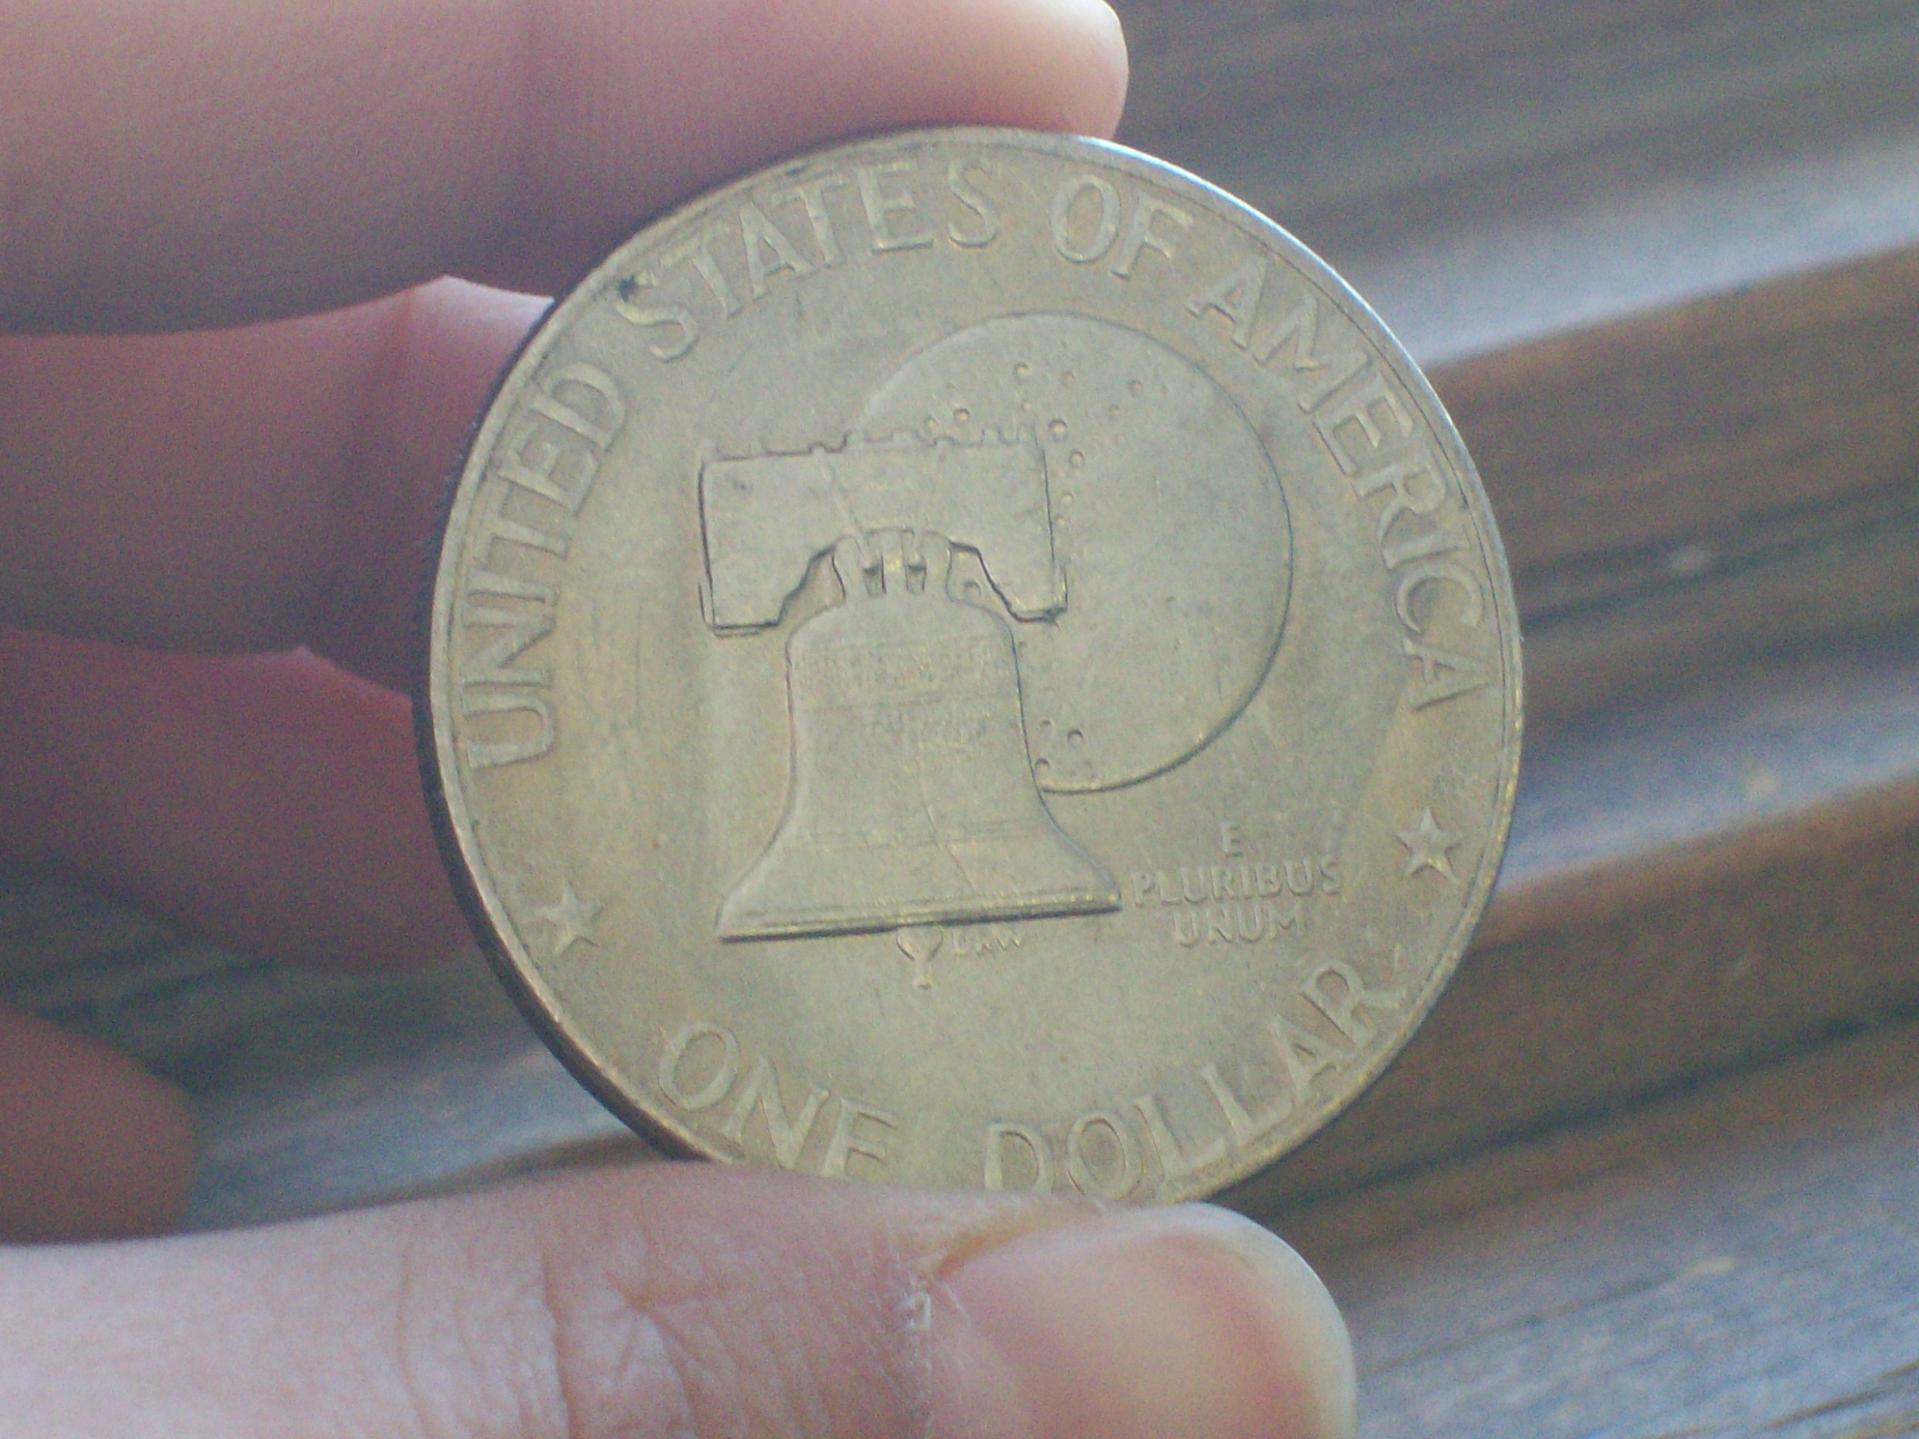 UNITED STATES OF AMERICA
E
PLURIBUS
UNUM
ONE DOLLAR